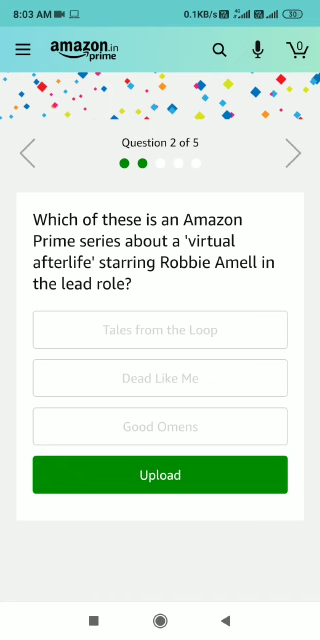 8:03 AM 0.1KB/s 4G 30
amazon.in
prime
0
Question 2 of 5
Which of these is an Amazon
Prime series about a 'virtual
afterlife' starring Robbie Amell in
the lead role?
Tales from the Loop
Dead Like Me
Good Omens
Upload